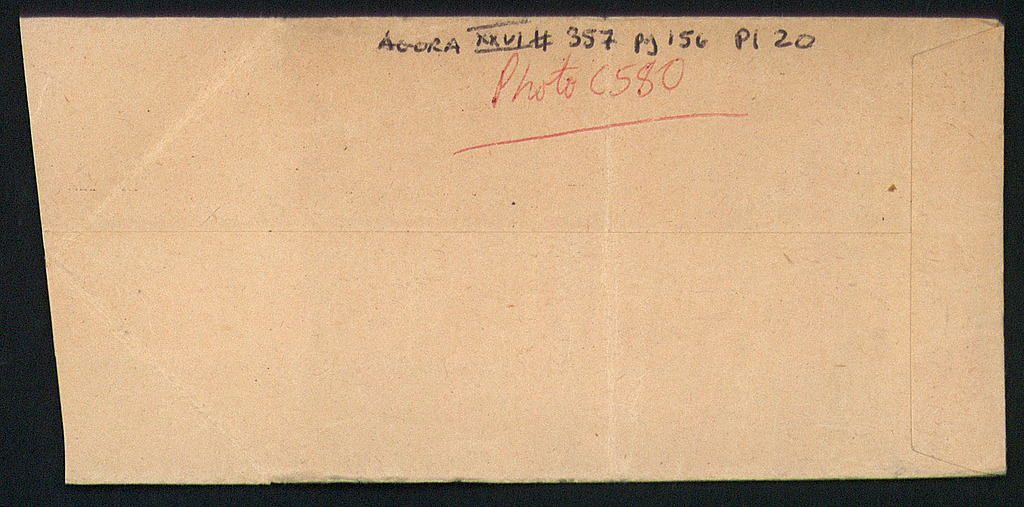 AGORA XXVI # 357 pg 156 Pl 20
Photo C580